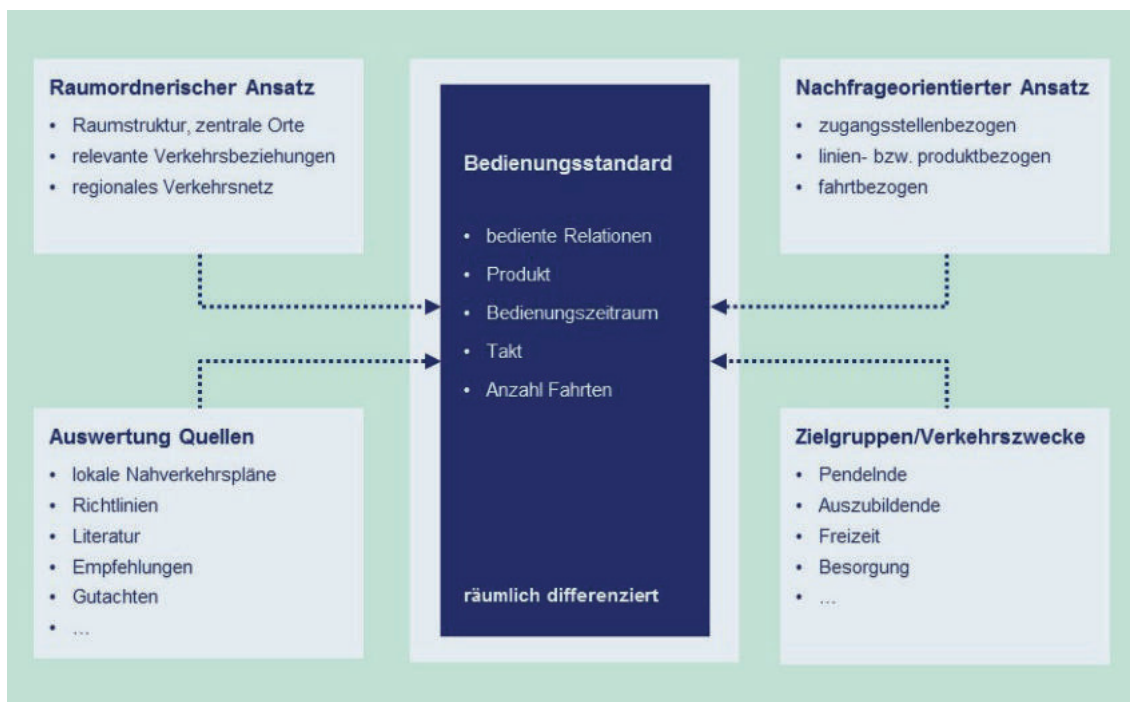 Raumordnerischer Ansatz
• Raumstruktur, zentrale Orte
• relevante Verkehrsbeziehungen
• regionales Verkehrsnetz
Auswertung Quellen
• lokale Nahverkehrspläne
• Richtlinien
• Literatur
• Empfehlungen
• Gutachten
• ...
Bedienungsstandard
• bediente Relationen
• Produkt
• Bedienungszeitraum
• Takt
• Anzahl Fahrten
räumlich differenziert
Nachfrageorientierter Ansatz
• zugangsstellenbezogen
• linien- bzw. produktbezogen
• fahrtbezogen
Zielgruppen/Verkehrszwecke
• Pendelnde
• Auszubildende
• Freizeit
• Besorgung
• ...